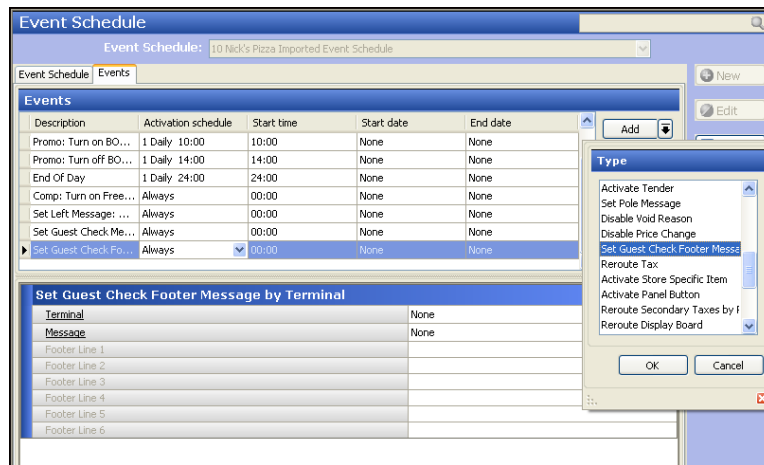 Event Schedule
Event Schedule: 10 Nick's Pizza Imported Event Schedule
Event Schedule Events
New
Edit
Events
Description Activation schedule Start time Start date End date
Add
Promo: Turn on BO... 1 Daily 10:00 10:00 None None
Promo: Turn off BO... 1 Daily 14:00 14:00 None None
End Of Day 1 Daily 24:00 24:00 None None
Comp: Turn on Free... Always 00:00 None None
Set Left Message: ... Always 00:00 None None
Set Guest Check Me... Always 00:00 None None
Set Guest Check Fo... Always 00:00 None None
Type
Activate Tender
Set Pole Message
Disable Void Reason
Disable Price Change
Set Guest Check Footer Messa
Reroute Tax
Activate Store Specific Item
Activate Panel Button
Reroute Secondary Taxes by
Reroute Display Board
OK Cancel
Set Guest Check Footer Message by Terminal
Terminal None
Message None
Footer Line 1
Footer Line 2
Footer Line 3
Footer Line 4
Footer Line 5
Footer Line 6